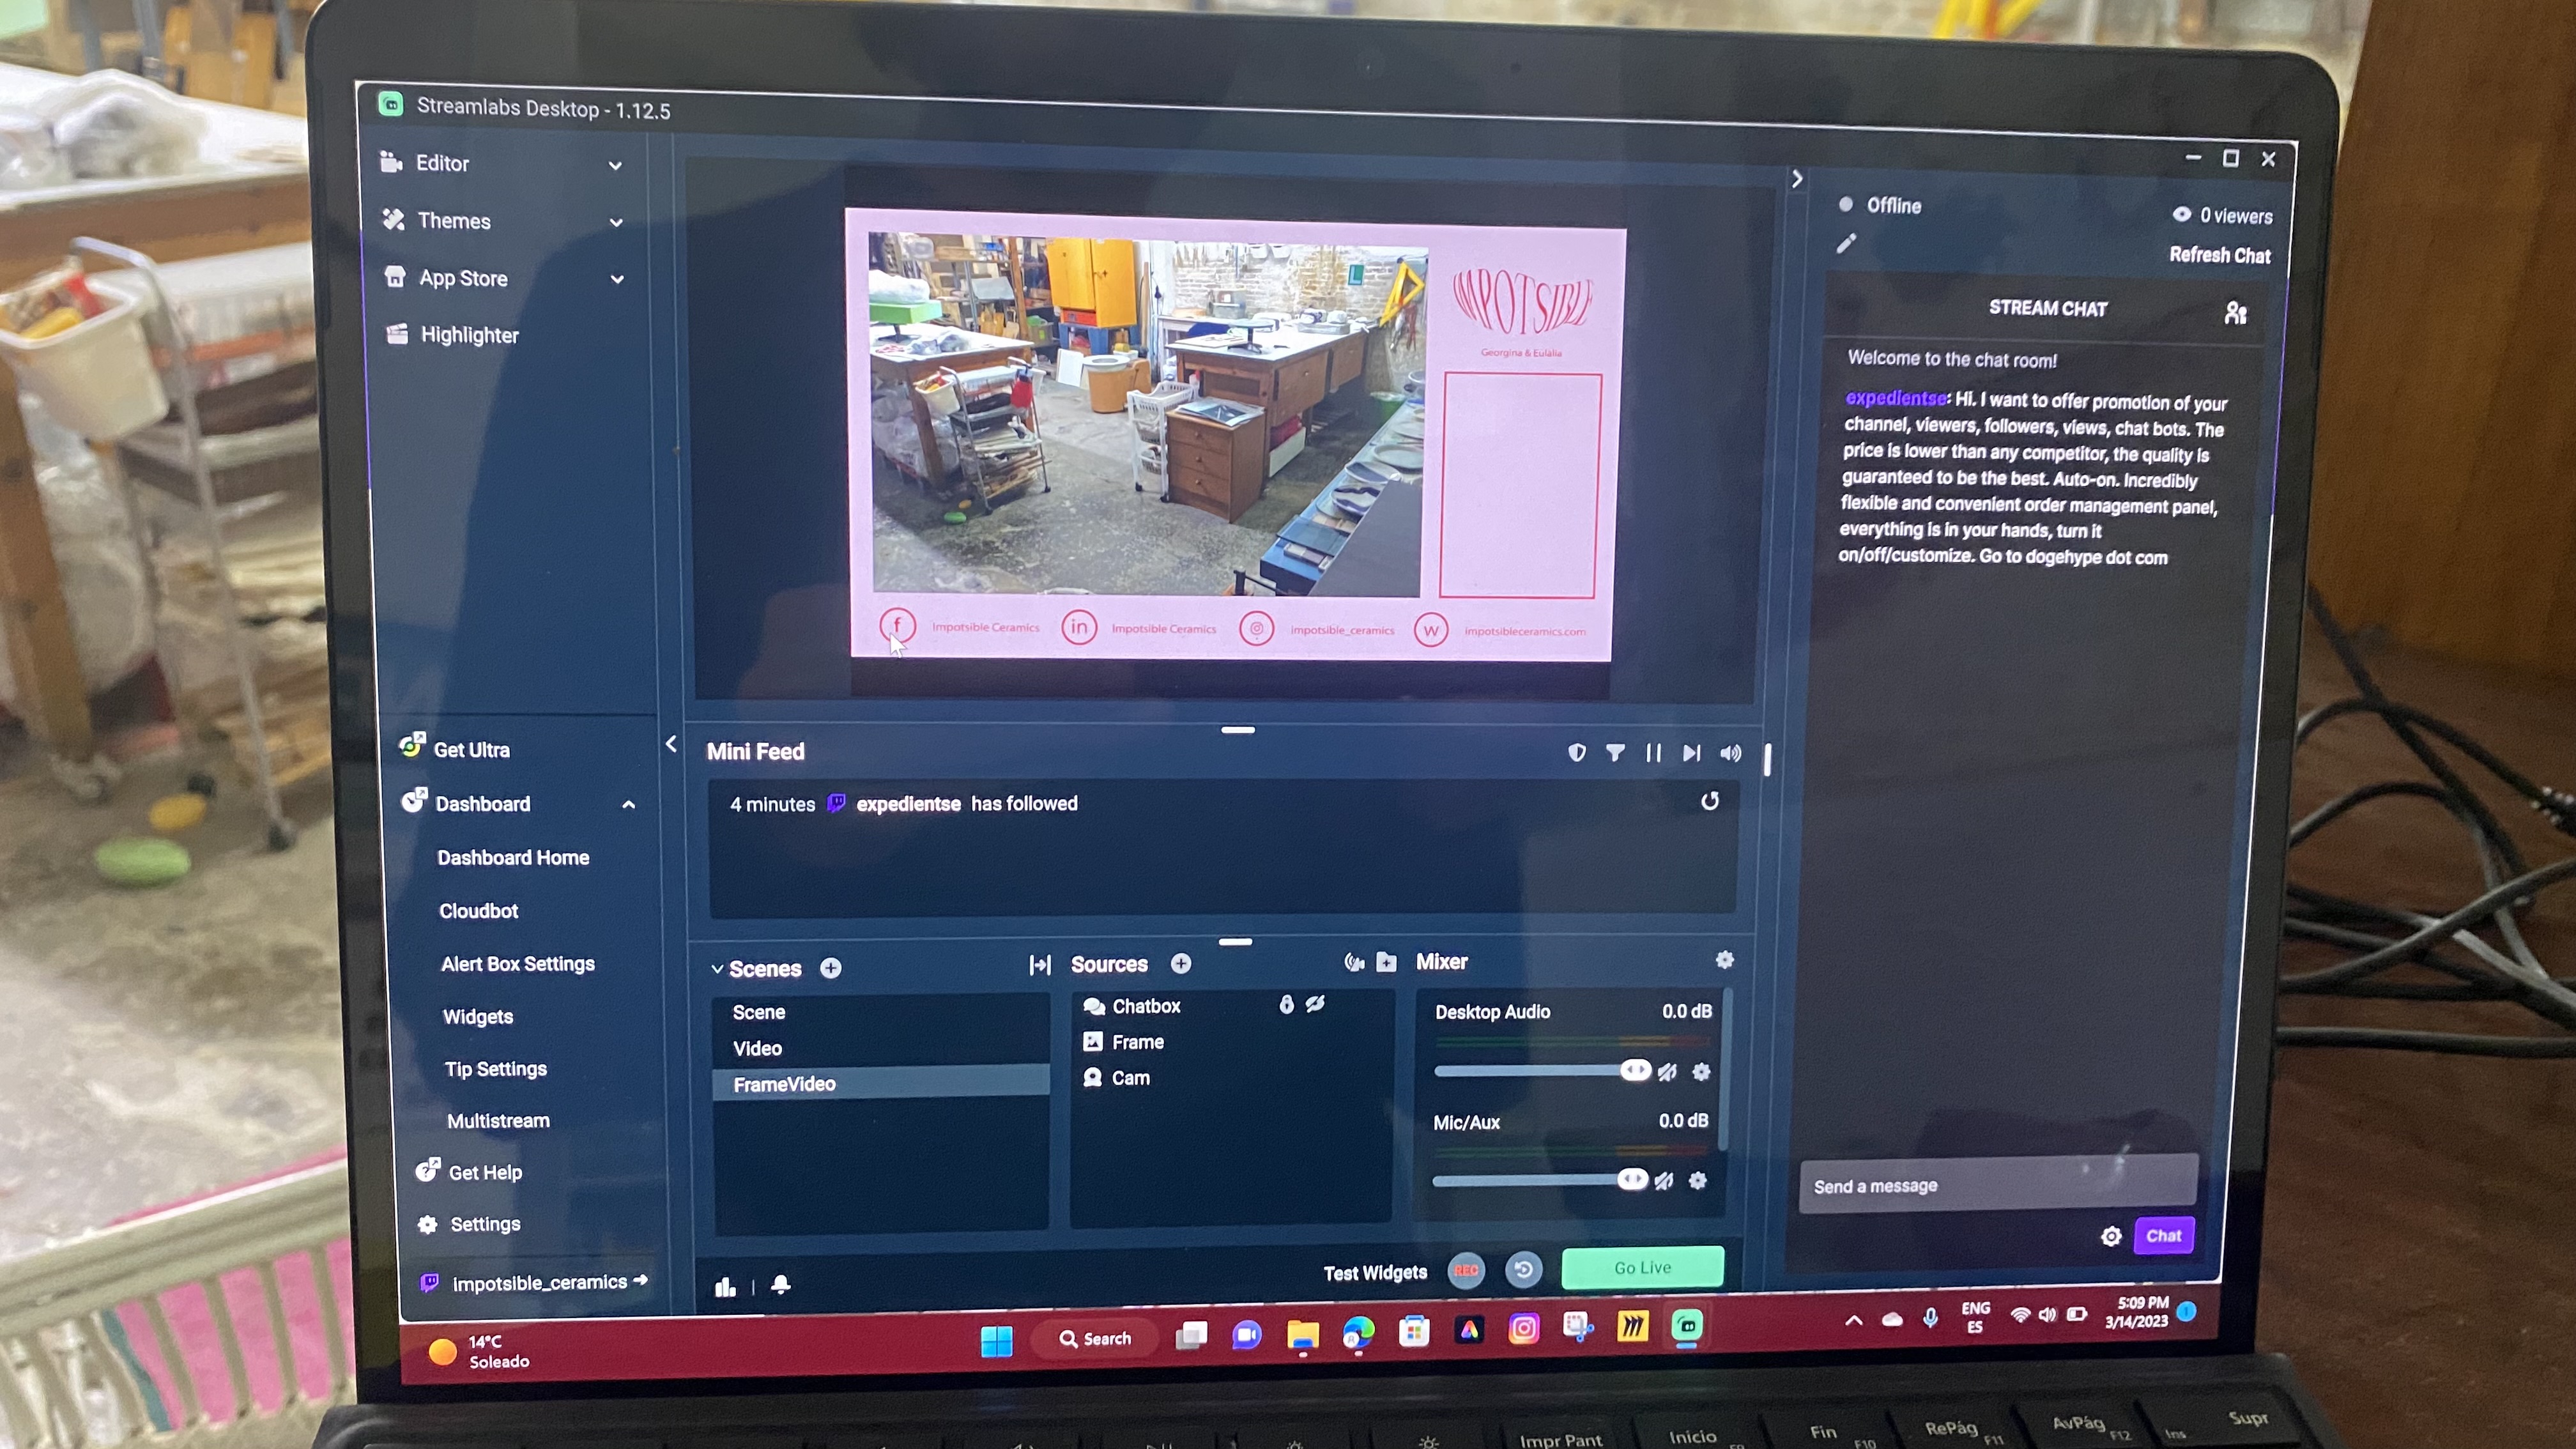 Streamlabs Desktop - 1.12.5
Editor
Themes
App Store
Highlighter
Get Ultra
Dashboard
Dashboard Home
Cloudbot
Alert Box Settings
Widgets
Tip Settings
Multistream
Get Help
Settings
impotsible_ceramics
IMPOTSIBLE
Georgina & Eulàlia
f
Impotsible Ceramics
in
Impotsible Ceramics
impotsible_ceramics
W
impotsibleceramics.com
Mini Feed
4 minutes expedientse has followed
Scenes
Scene
Video
FrameVideo
Sources
Chatbox
Frame
Cam
Mixer
Desktop Audio 0.0 dB
Mic/Aux 0.0 dB
Test Widgets
REC
Go Live
Offline
0 viewers
Refresh Chat
STREAM CHAT
Welcome to the chat room!
expedientse: Hi. I want to offer promotion of your
channel, viewers, followers, views, chat bots. The
price is lower than any competitor, the quality is
guaranteed to be the best. Auto-on. Incredibly
flexible and convenient order management panel,
everything is in your hands, turn it
on/off/customize. Go to dogehype dot com
Send a message
Chat
14°C
Soleado
Search
ENG
ES
5:09 PM
3/14/2023
Impr Pant
Inicio
Fin
F10
RePág
F11
AvPág
F12
Ins
Supr